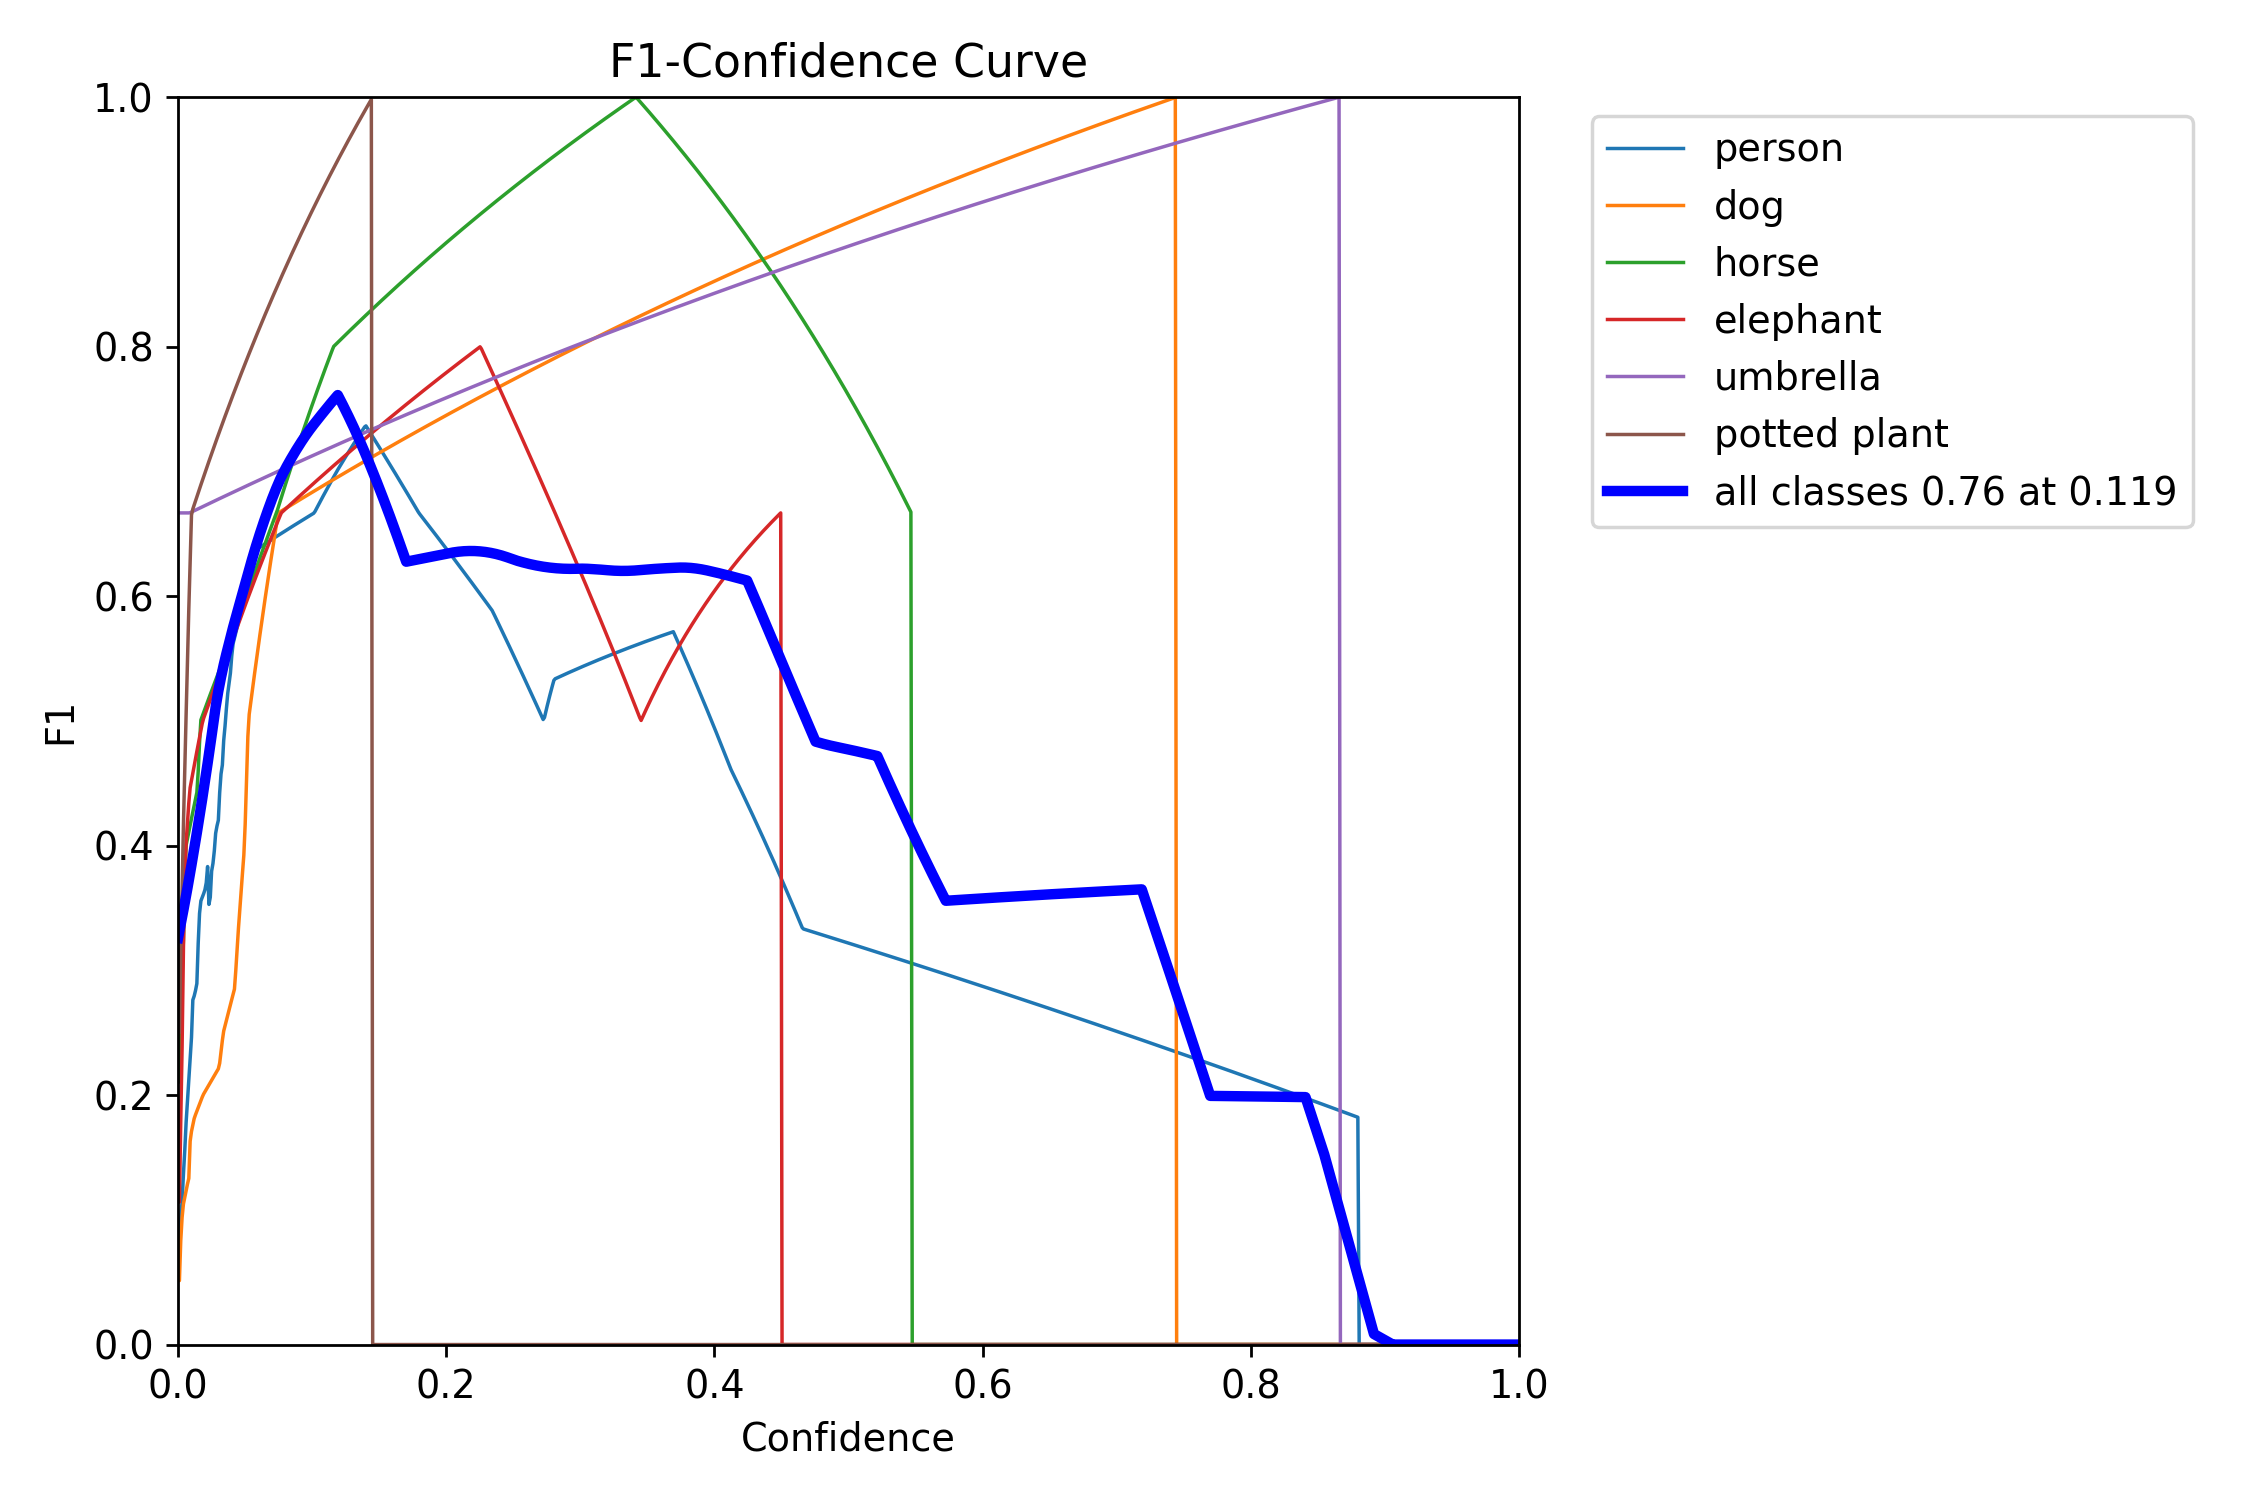 F1-Confidence Curve
1.0
0.8
0.6
0.4
0.2
0.0
F1
0.0 0.2 0.4 0.6 0.8 1.0
Confidence
person
dog
horse
elephant
umbrella
potted plant
all classes 0.76 at 0.119